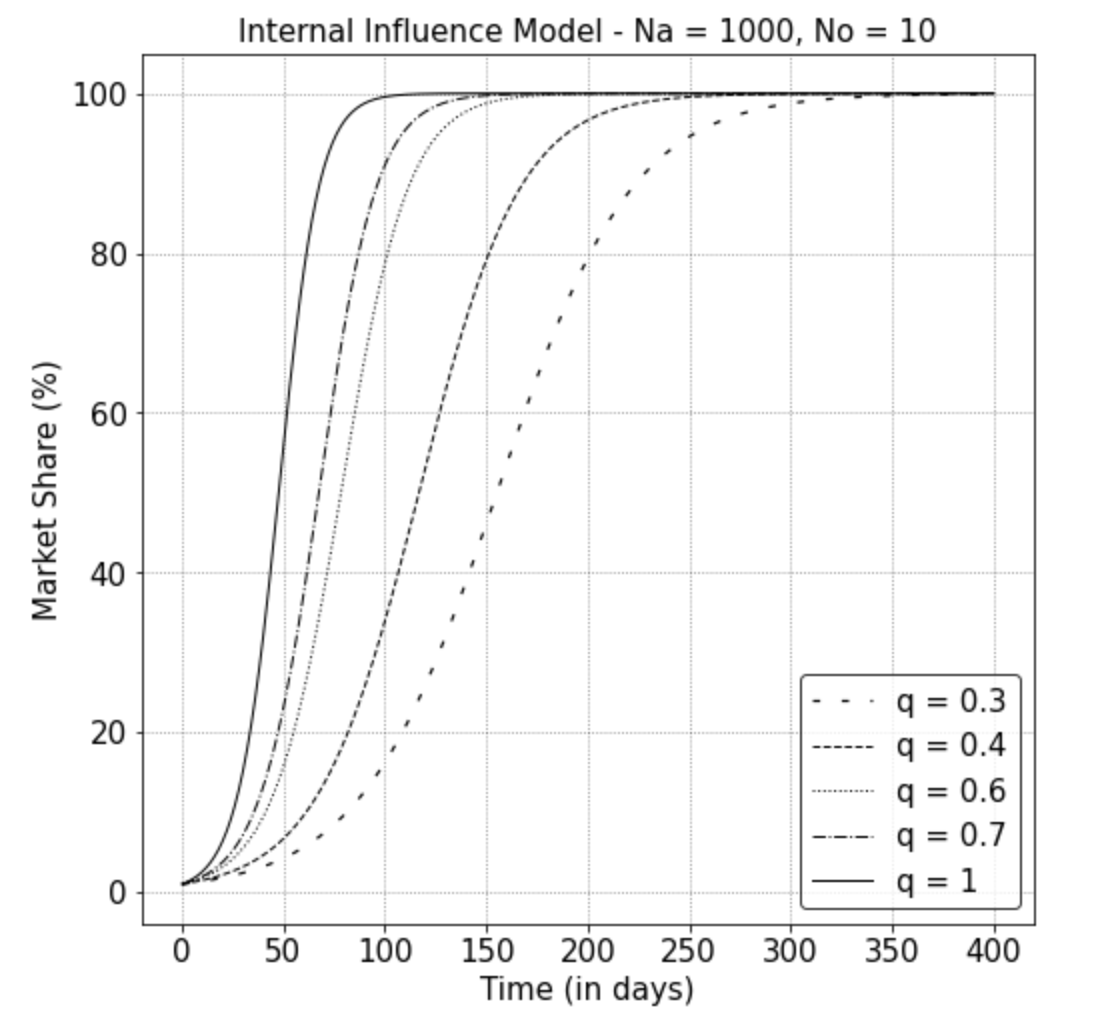 Internal Influence Model - Na = 1000, No = 10
Market Share (%)
100
80
60
40
20
0
q = 0.3
q = 0.4
q = 0.6
q = 0.7
q = 1
0 50 100 150 200 250 300 350 400
Time (in days)